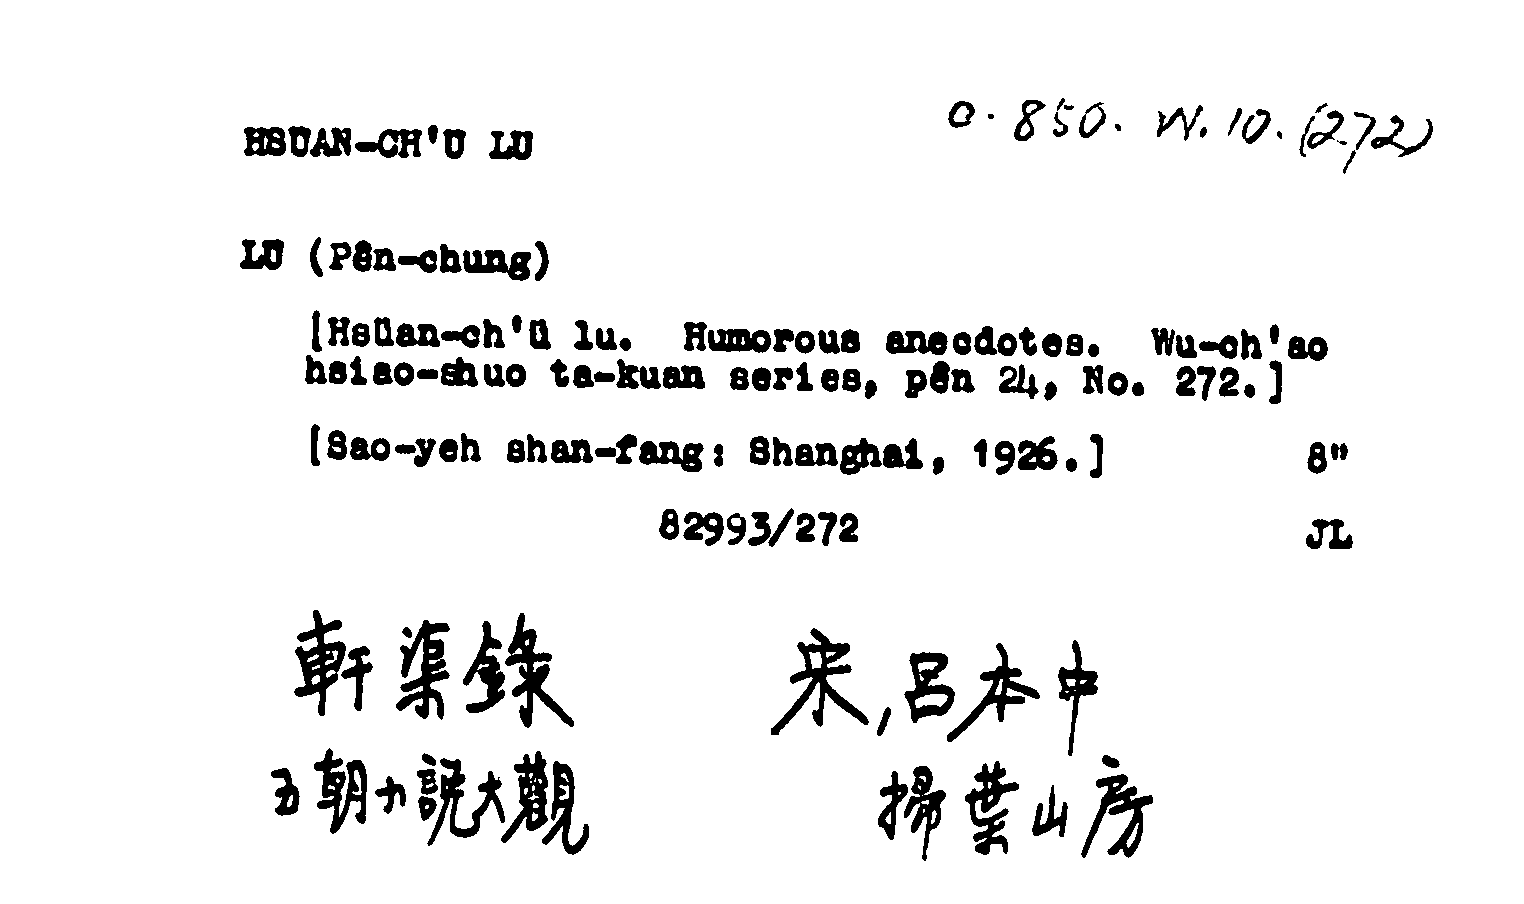 o. 850. W. 10. (272)
HSÜAN-CH'Ü LU
LÜ (Pên-chung)
[Hsüan-ch'ü lu. Humorous anecdotes. Wu-ch'ao
hsiao-shuo ta-kuan series, pên 24, No. 272.]
[Sao-yeh shan-fang: Shanghai, 1926.] 8"
82993/272 JL
軒渠錄 宋,呂本中
五朝小說大觀 掃葉山房